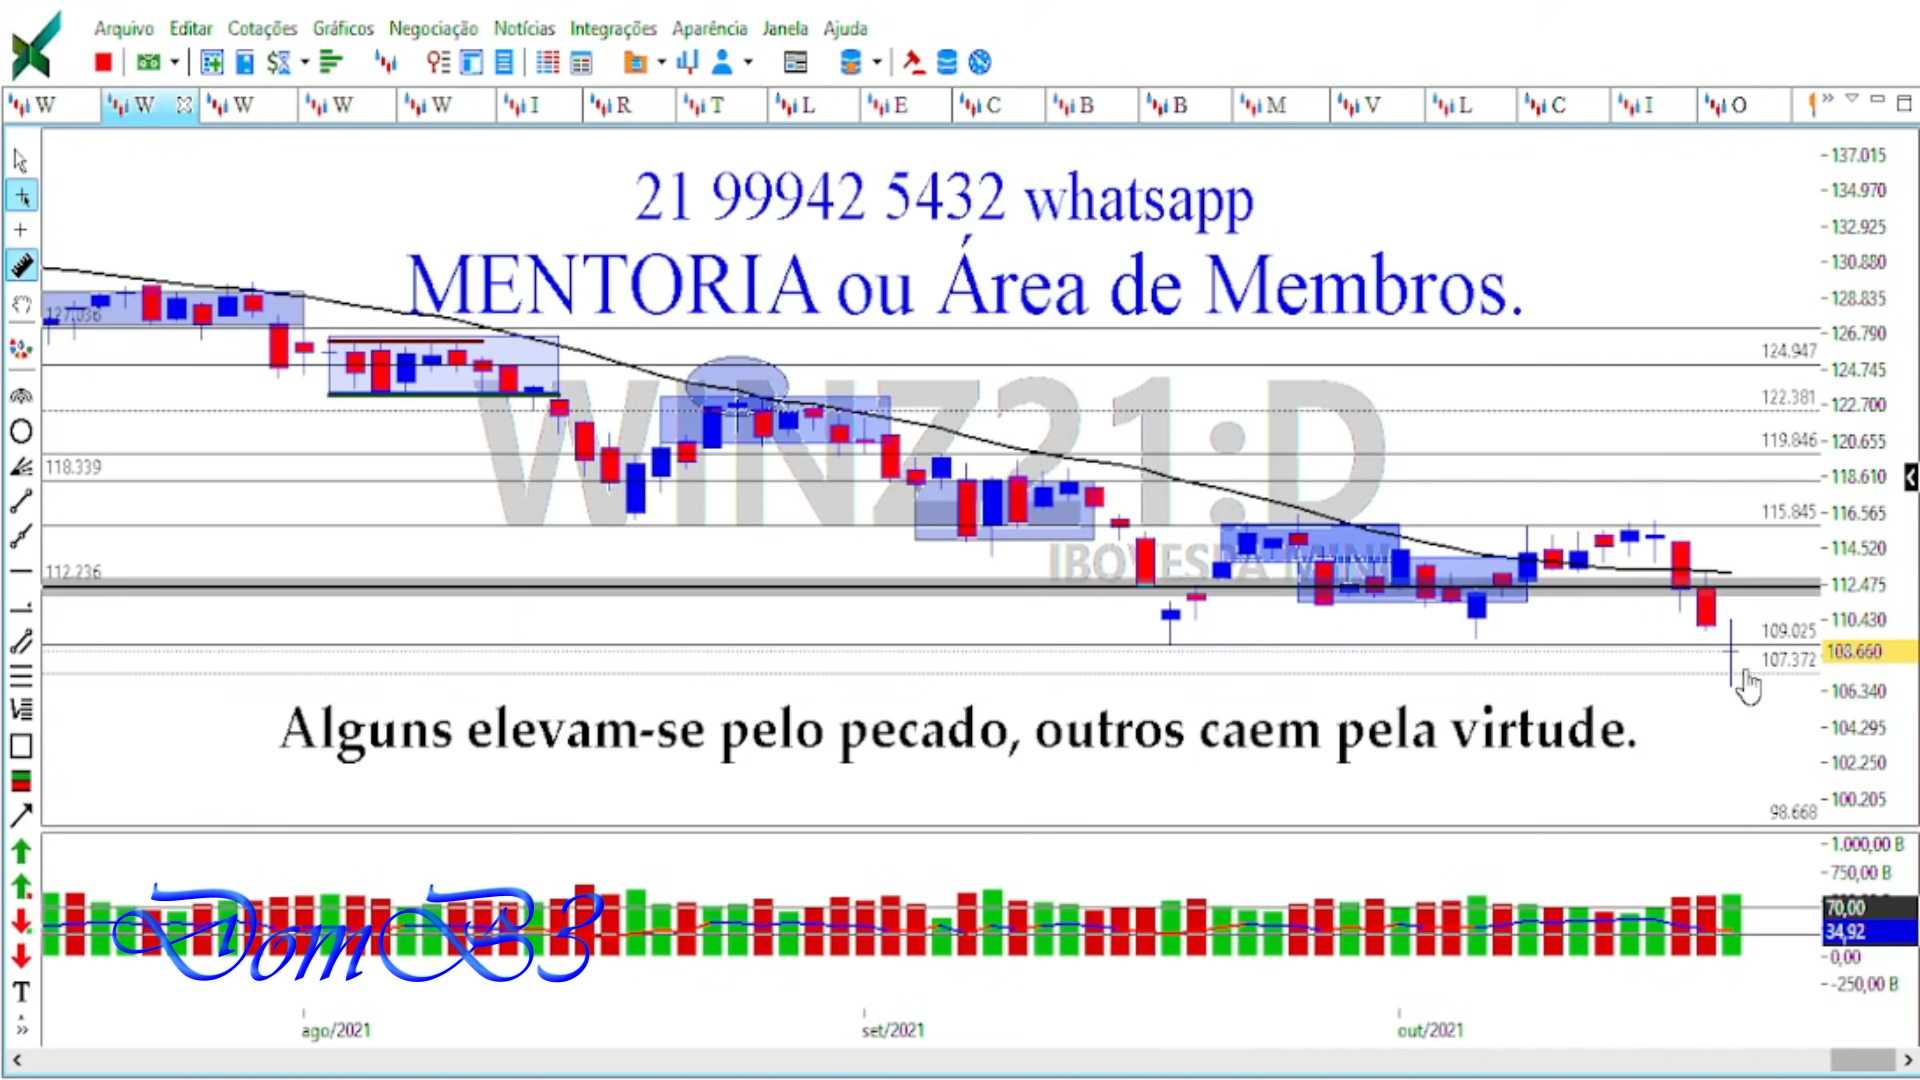 Arquivo Editar Cotações Gráficos Negociação Notícias Integrações Aparência Janela Ajuda
W W W W W I R T L E C B B M V L C I O
137.015
21 99942 5432 whatsapp
134.970
132.925
MENTORIA ou Área de Membros.
130.880
128.835
127.036
126.790
124.947
124.745
122.381
122.700
119.846
120.655
118.339
118.610
115.845
116.565
WINZ21:D
IBOVESPA MINI
114.520
112.236
112.475
110.430
109.025
108.660
107.372
106.340
Alguns elevam-se pelo pecado, outros caem pela virtude.
104.295
102.250
100.205
98.668
1.000,00 B
750,00 B
70,00
34,92
0,00
-250,00 B
DomB3
T
ago/2021 set/2021 out/2021